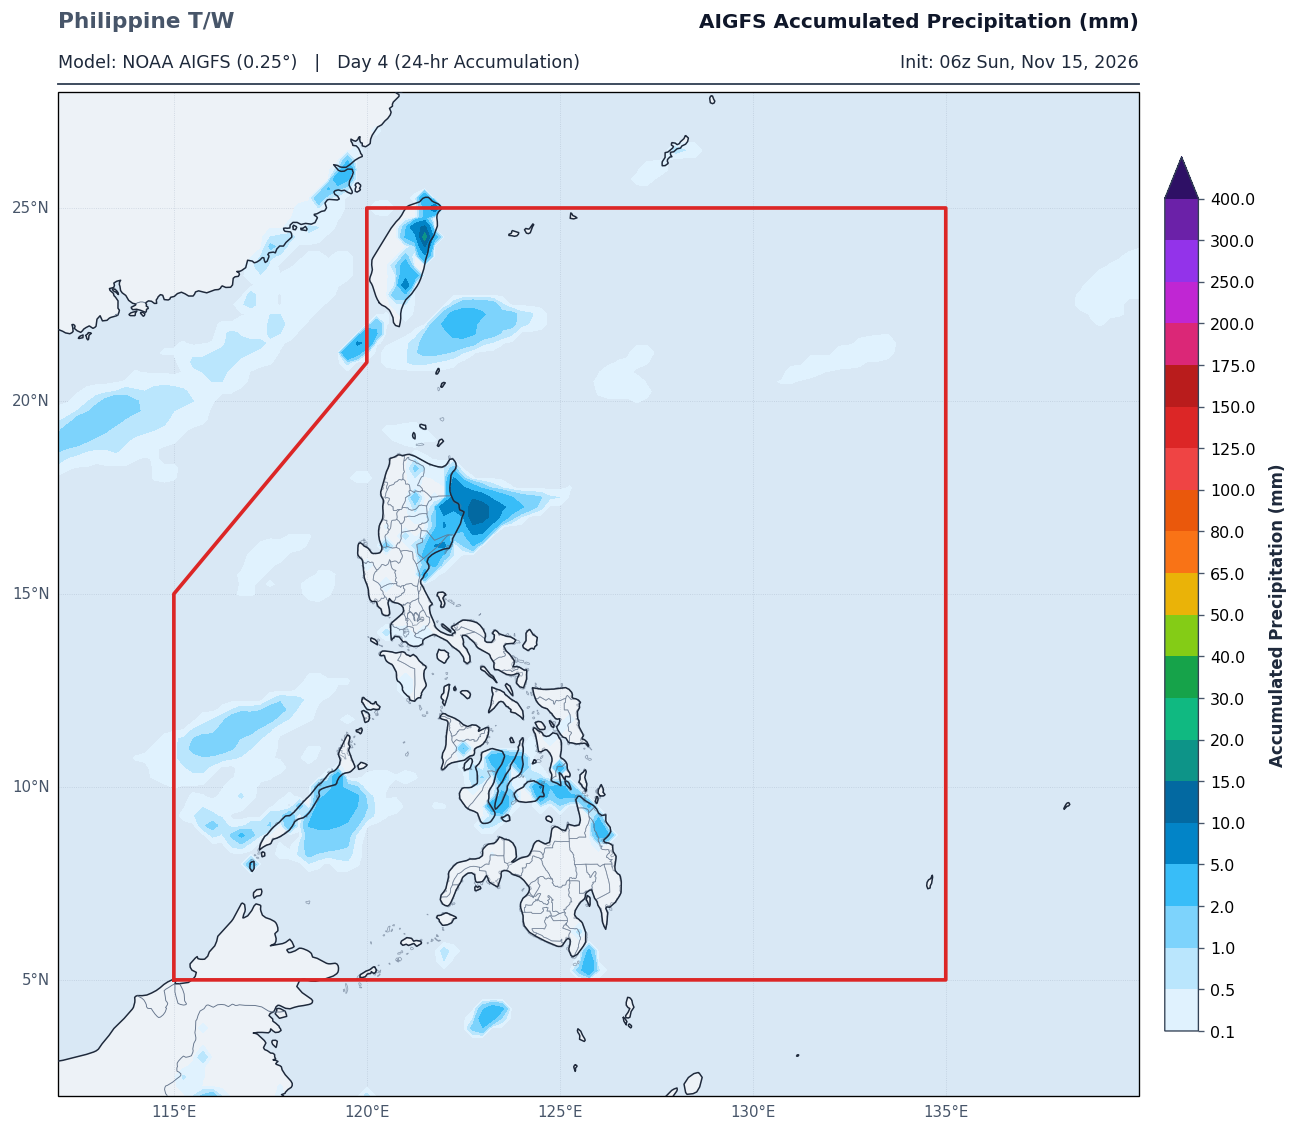 Philippine T/W
AIGFS Accumulated Precipitation (mm)
Model: NOAA AIGFS (0.25°) | Day 4 (24-hr Accumulation)
Init: 06z Sun, Nov 15, 2026
25°N
20°N
15°N
10°N
5°N
115°E
120°E
125°E
130°E
135°E
400.0
300.0
250.0
200.0
175.0
150.0
125.0
100.0
80.0
65.0
50.0
40.0
30.0
20.0
15.0
10.0
5.0
2.0
1.0
0.5
0.1
Accumulated Precipitation (mm)